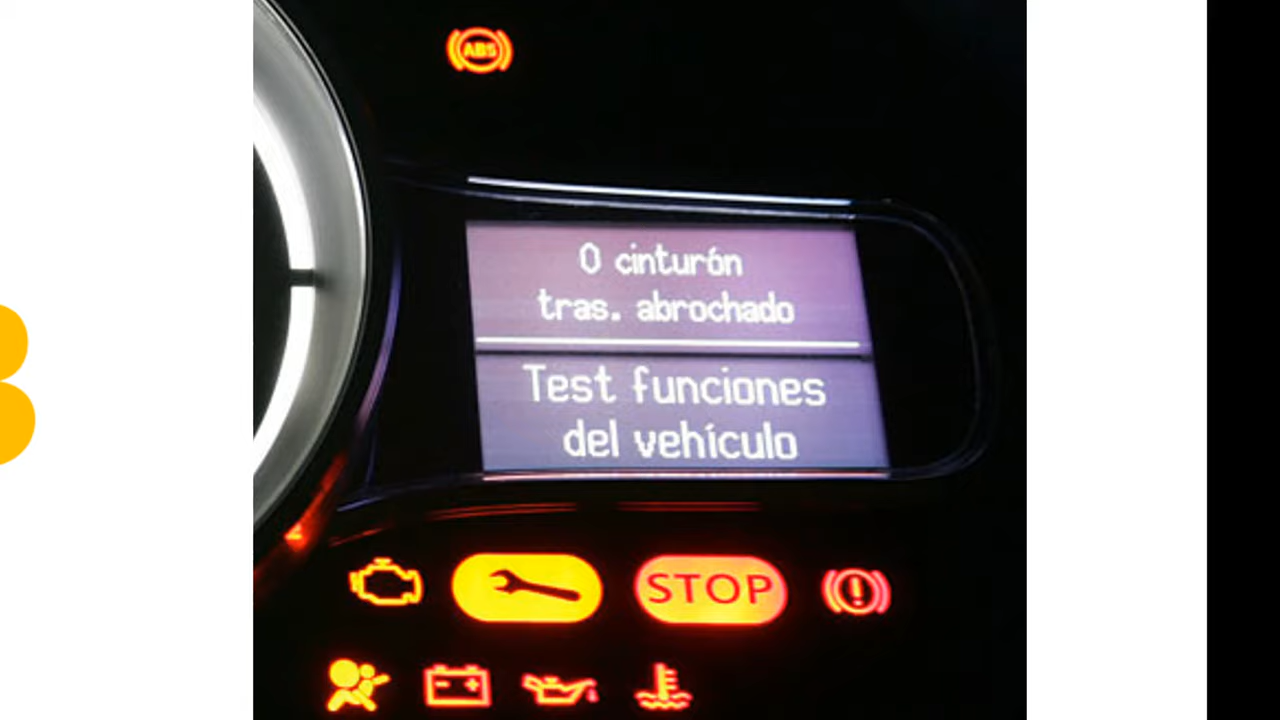 ABS
0 cinturón
tras. abrochado
Test funciones
del vehículo
STOP